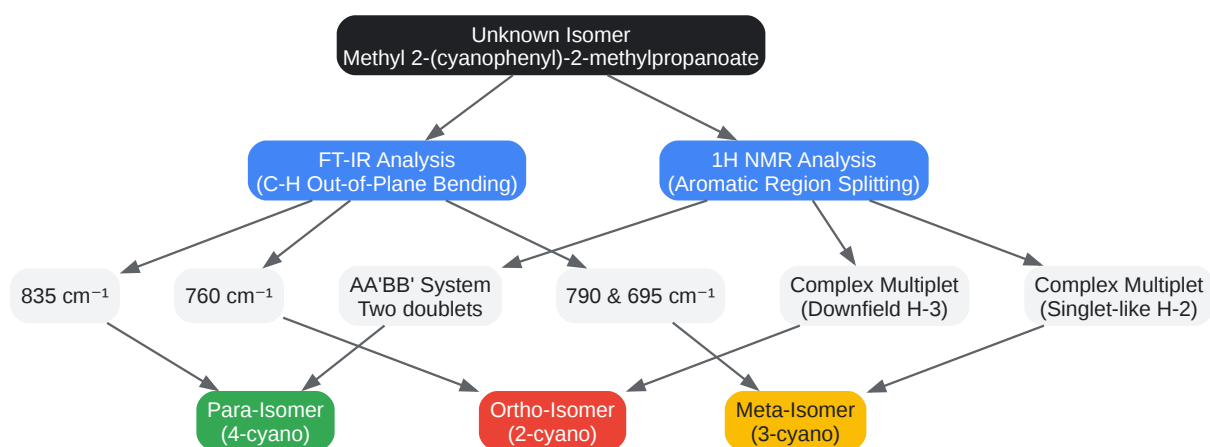 Unknown Isomer
Methyl 2-(cyanophenyl)-2-methylpropanoate
FT-IR Analysis
(C-H Out-of-Plane Bending)
1H NMR Analysis
(Aromatic Region Splitting)
835 cm⁻¹
760 cm⁻¹
AA'BB' System
Two doublets
790 & 695 cm⁻¹
Complex Multiplet
(Downfield H-3)
Complex Multiplet
(Singlet-like H-2)
Para-Isomer
(4-cyano)
Ortho-Isomer
(2-cyano)
Meta-Isomer
(3-cyano)